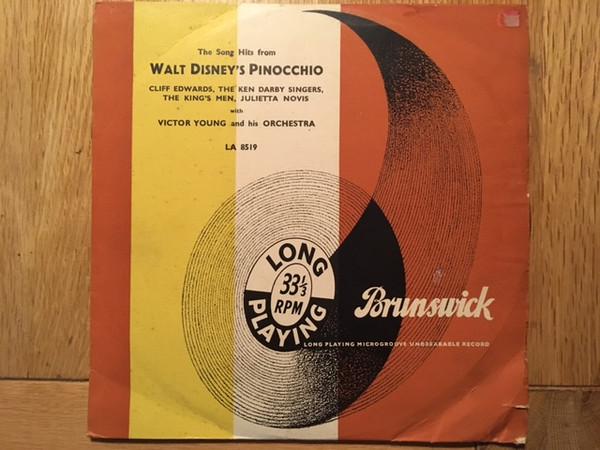 The Song Hits from
WALT DISNEY'S PINOCCHIO
CLIFF EDWARDS, THE KEN DARBY SINGERS,
THE KING'S MEN, JULIETTA NOVIS
with
VICTOR YOUNG and his ORCHESTRA
LA 8519
LONG
33⅓
RPM
PLAYING
Brunswick
LONG PLAYING MICROGROOVE UNBREAKABLE RECORD